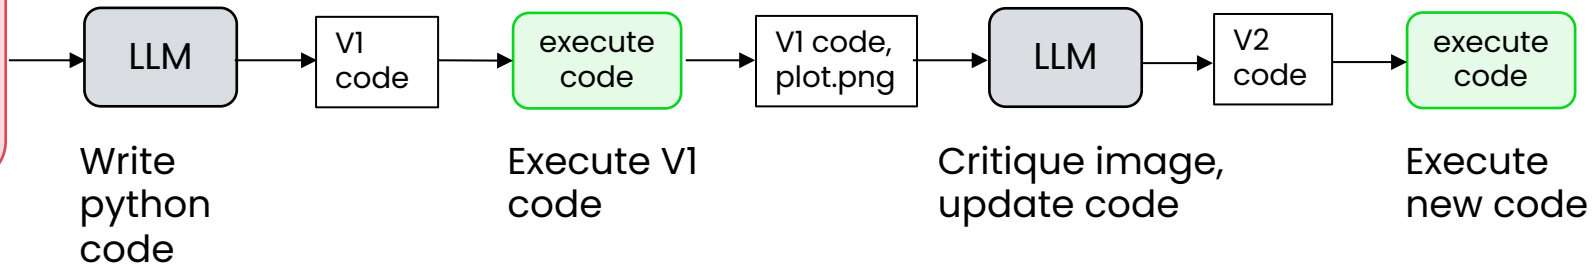 LLM
V1
code
execute
code
V1 code,
plot.png
LLM
V2
code
execute
code
Write
python
code
Execute V1
code
Critique image,
update code
Execute
new code